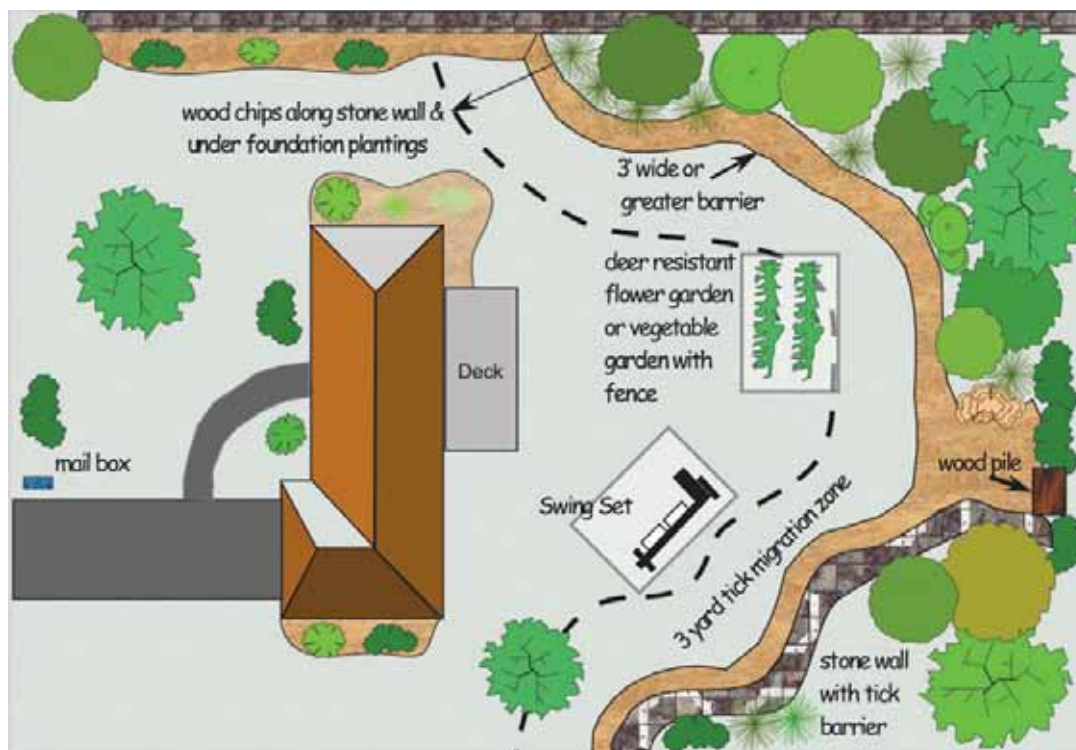 wood chips along stone wall &
under foundation plantings
3' wide or
greater barrier
deer resistant
flower garden
or vegetable
garden with
fence
Deck
mail box
wood pile
Swing Set
3 yard tick migration zone
stone wall
with tick
barrier